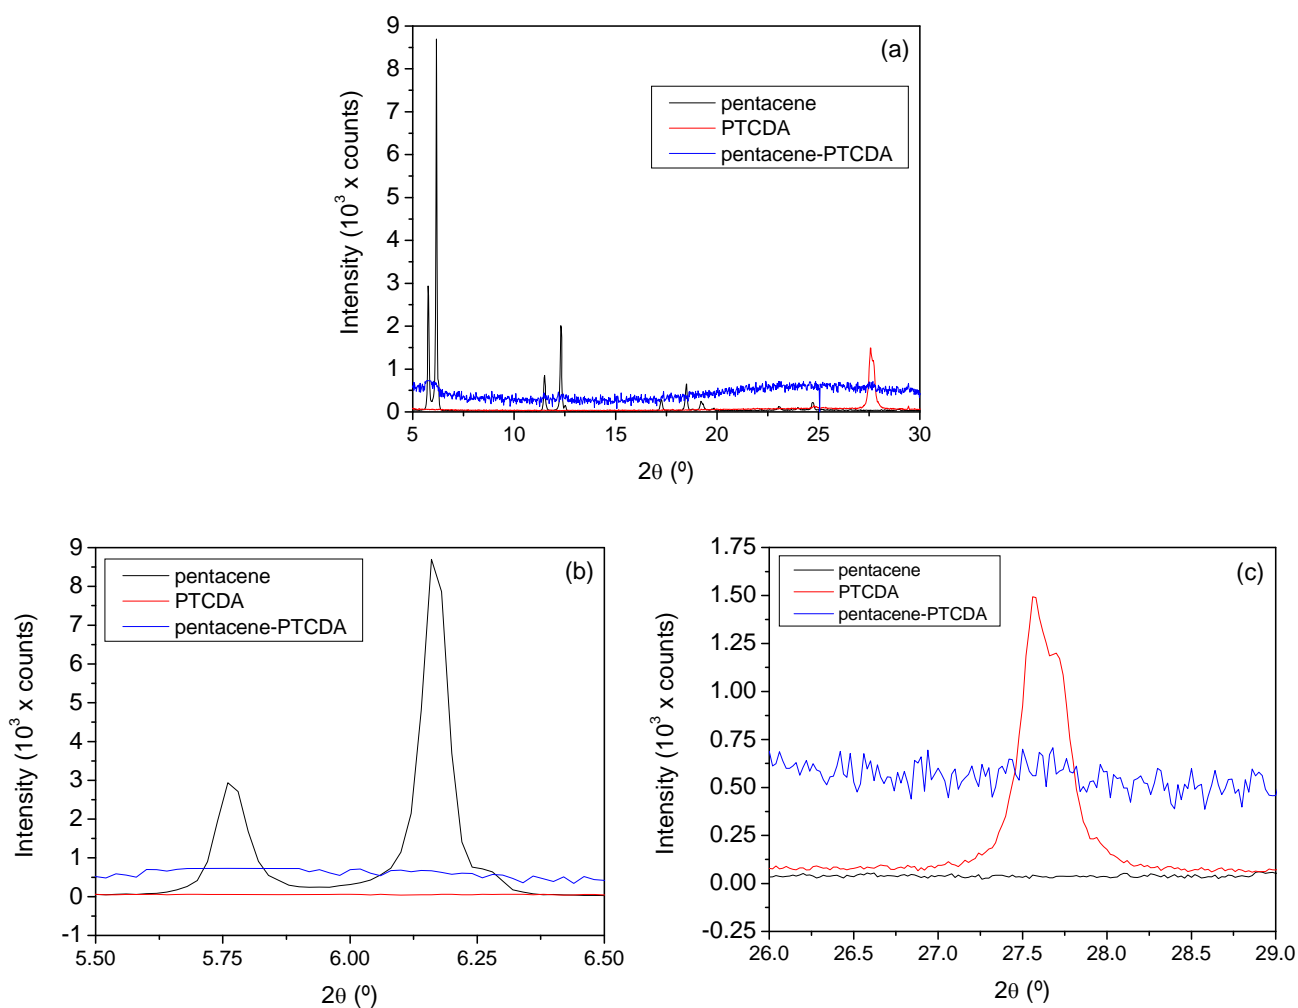 (a)
Intensity (10³ x counts)
9
8
7
6
5
4
3
2
1
0
pentacene
PTCDA
pentacene-PTCDA
5 10 15 20 25 30
2θ (º)
(b)
Intensity (10³ x counts)
9
8
7
6
5
4
3
2
1
0
-1
pentacene
PTCDA
pentacene-PTCDA
5.50 5.75 6.00 6.25 6.50
2θ (º)
(c)
Intensity (10³ x counts)
1.75
1.50
1.25
1.00
0.75
0.50
0.25
0.00
-0.25
pentacene
PTCDA
pentacene-PTCDA
26.0 26.5 27.0 27.5 28.0 28.5 29.0
2θ (º)